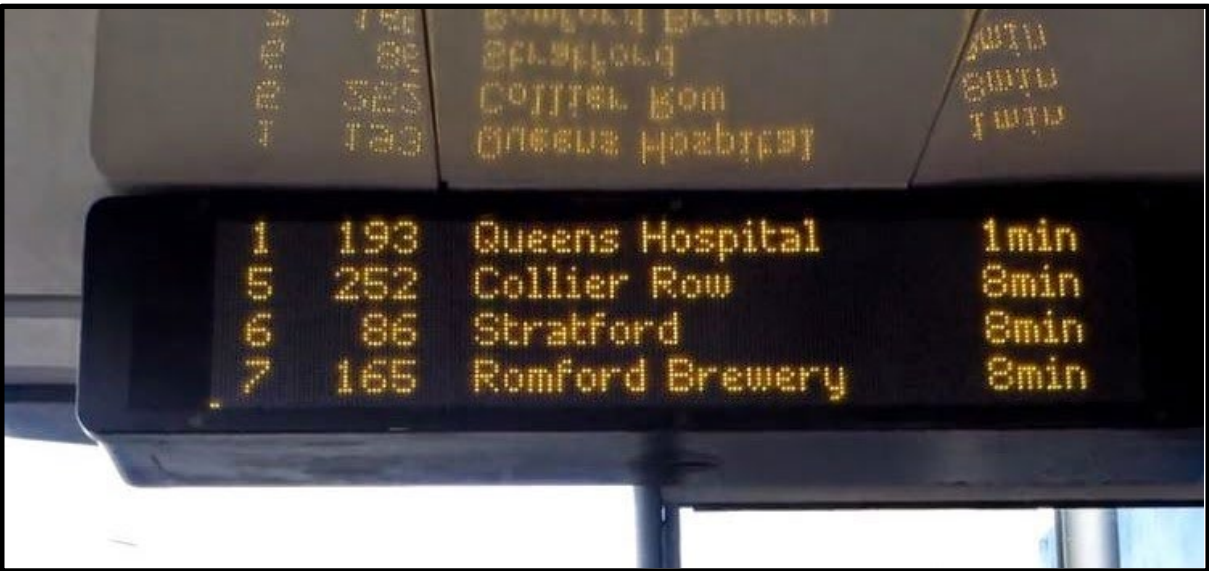 1 193 Queens Hospital 1min
5 252 Collier Row 8min
6 86 Stratford 8min
7 165 Romford Brewery 8min